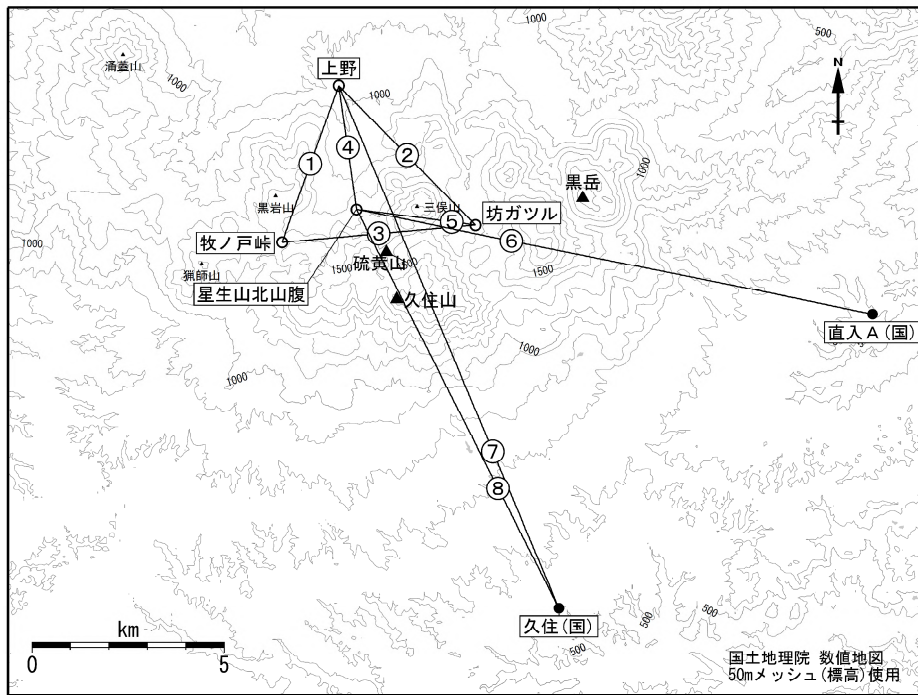 1000
500
涌蓋山
1000
上野
1000
N
④
②
①
1000
黒岳
黒岩山
三俣山
坊ガツル
⑤
③
⑥
牧ノ戸峠
1000
硫黄山
猟師山
1500
1500
星生山北山腹
久住山
直入A(国)
1000
1000
⑦
⑧
久住(国)
500
500
500
km
0
5
国土地理院 数値地図
50mメッシュ(標高)使用